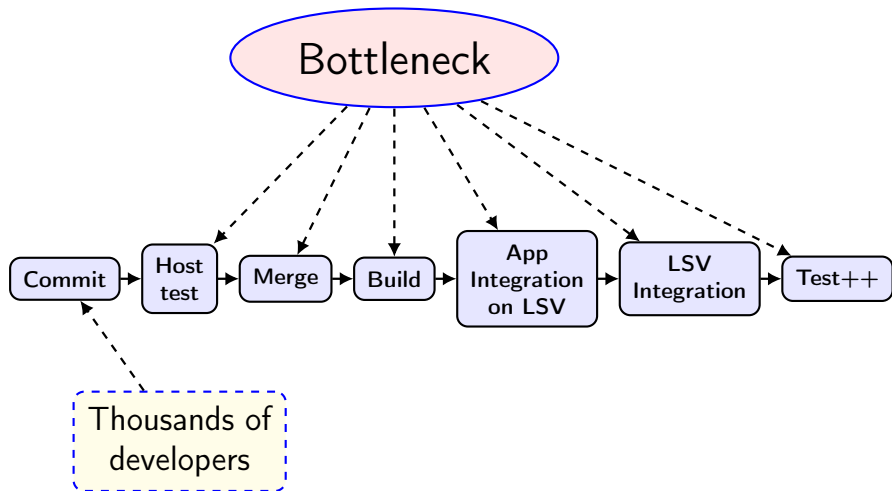 Bottleneck
Commit
Host
test
Merge
Build
App
Integration
on LSV
LSV
Integration
Test++
Thousands of
developers